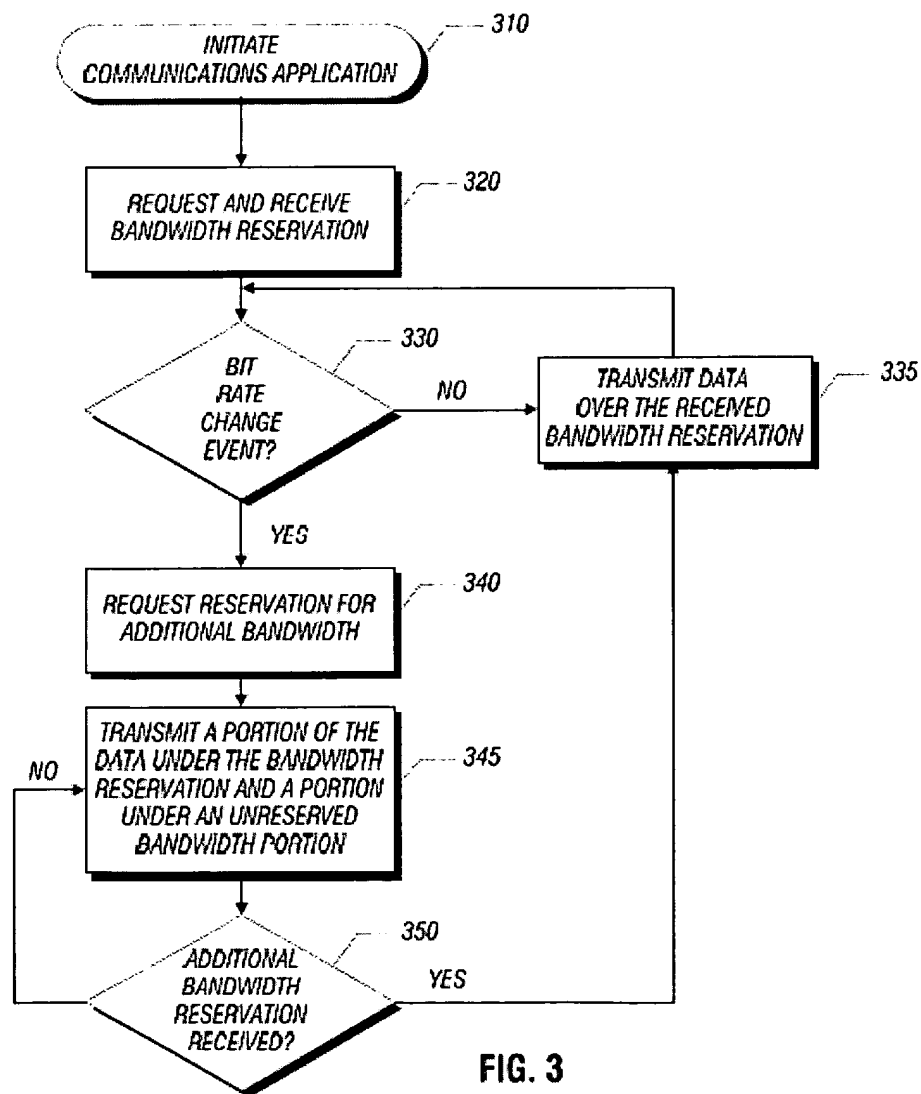 310
INITIATE
COMMUNICATIONS APPLICATION
320
REQUEST AND RECEIVE
BANDWIDTH RESERVATION
330
BIT
RATE
CHANGE
EVENT?
NO
335
TRANSMIT DATA
OVER THE RECEIVED
BANDWIDTH RESERVATION
YES
340
REQUEST RESERVATION FOR
ADDITIONAL BANDWIDTH
345
TRANSMIT A PORTION OF THE
DATA UNDER THE BANDWIDTH
RESERVATION AND A PORTION
UNDER AN UNRESERVED
BANDWIDTH PORTION
NO
350
ADDITIONAL
BANDWIDTH
RESERVATION
RECEIVED?
YES
FIG. 3